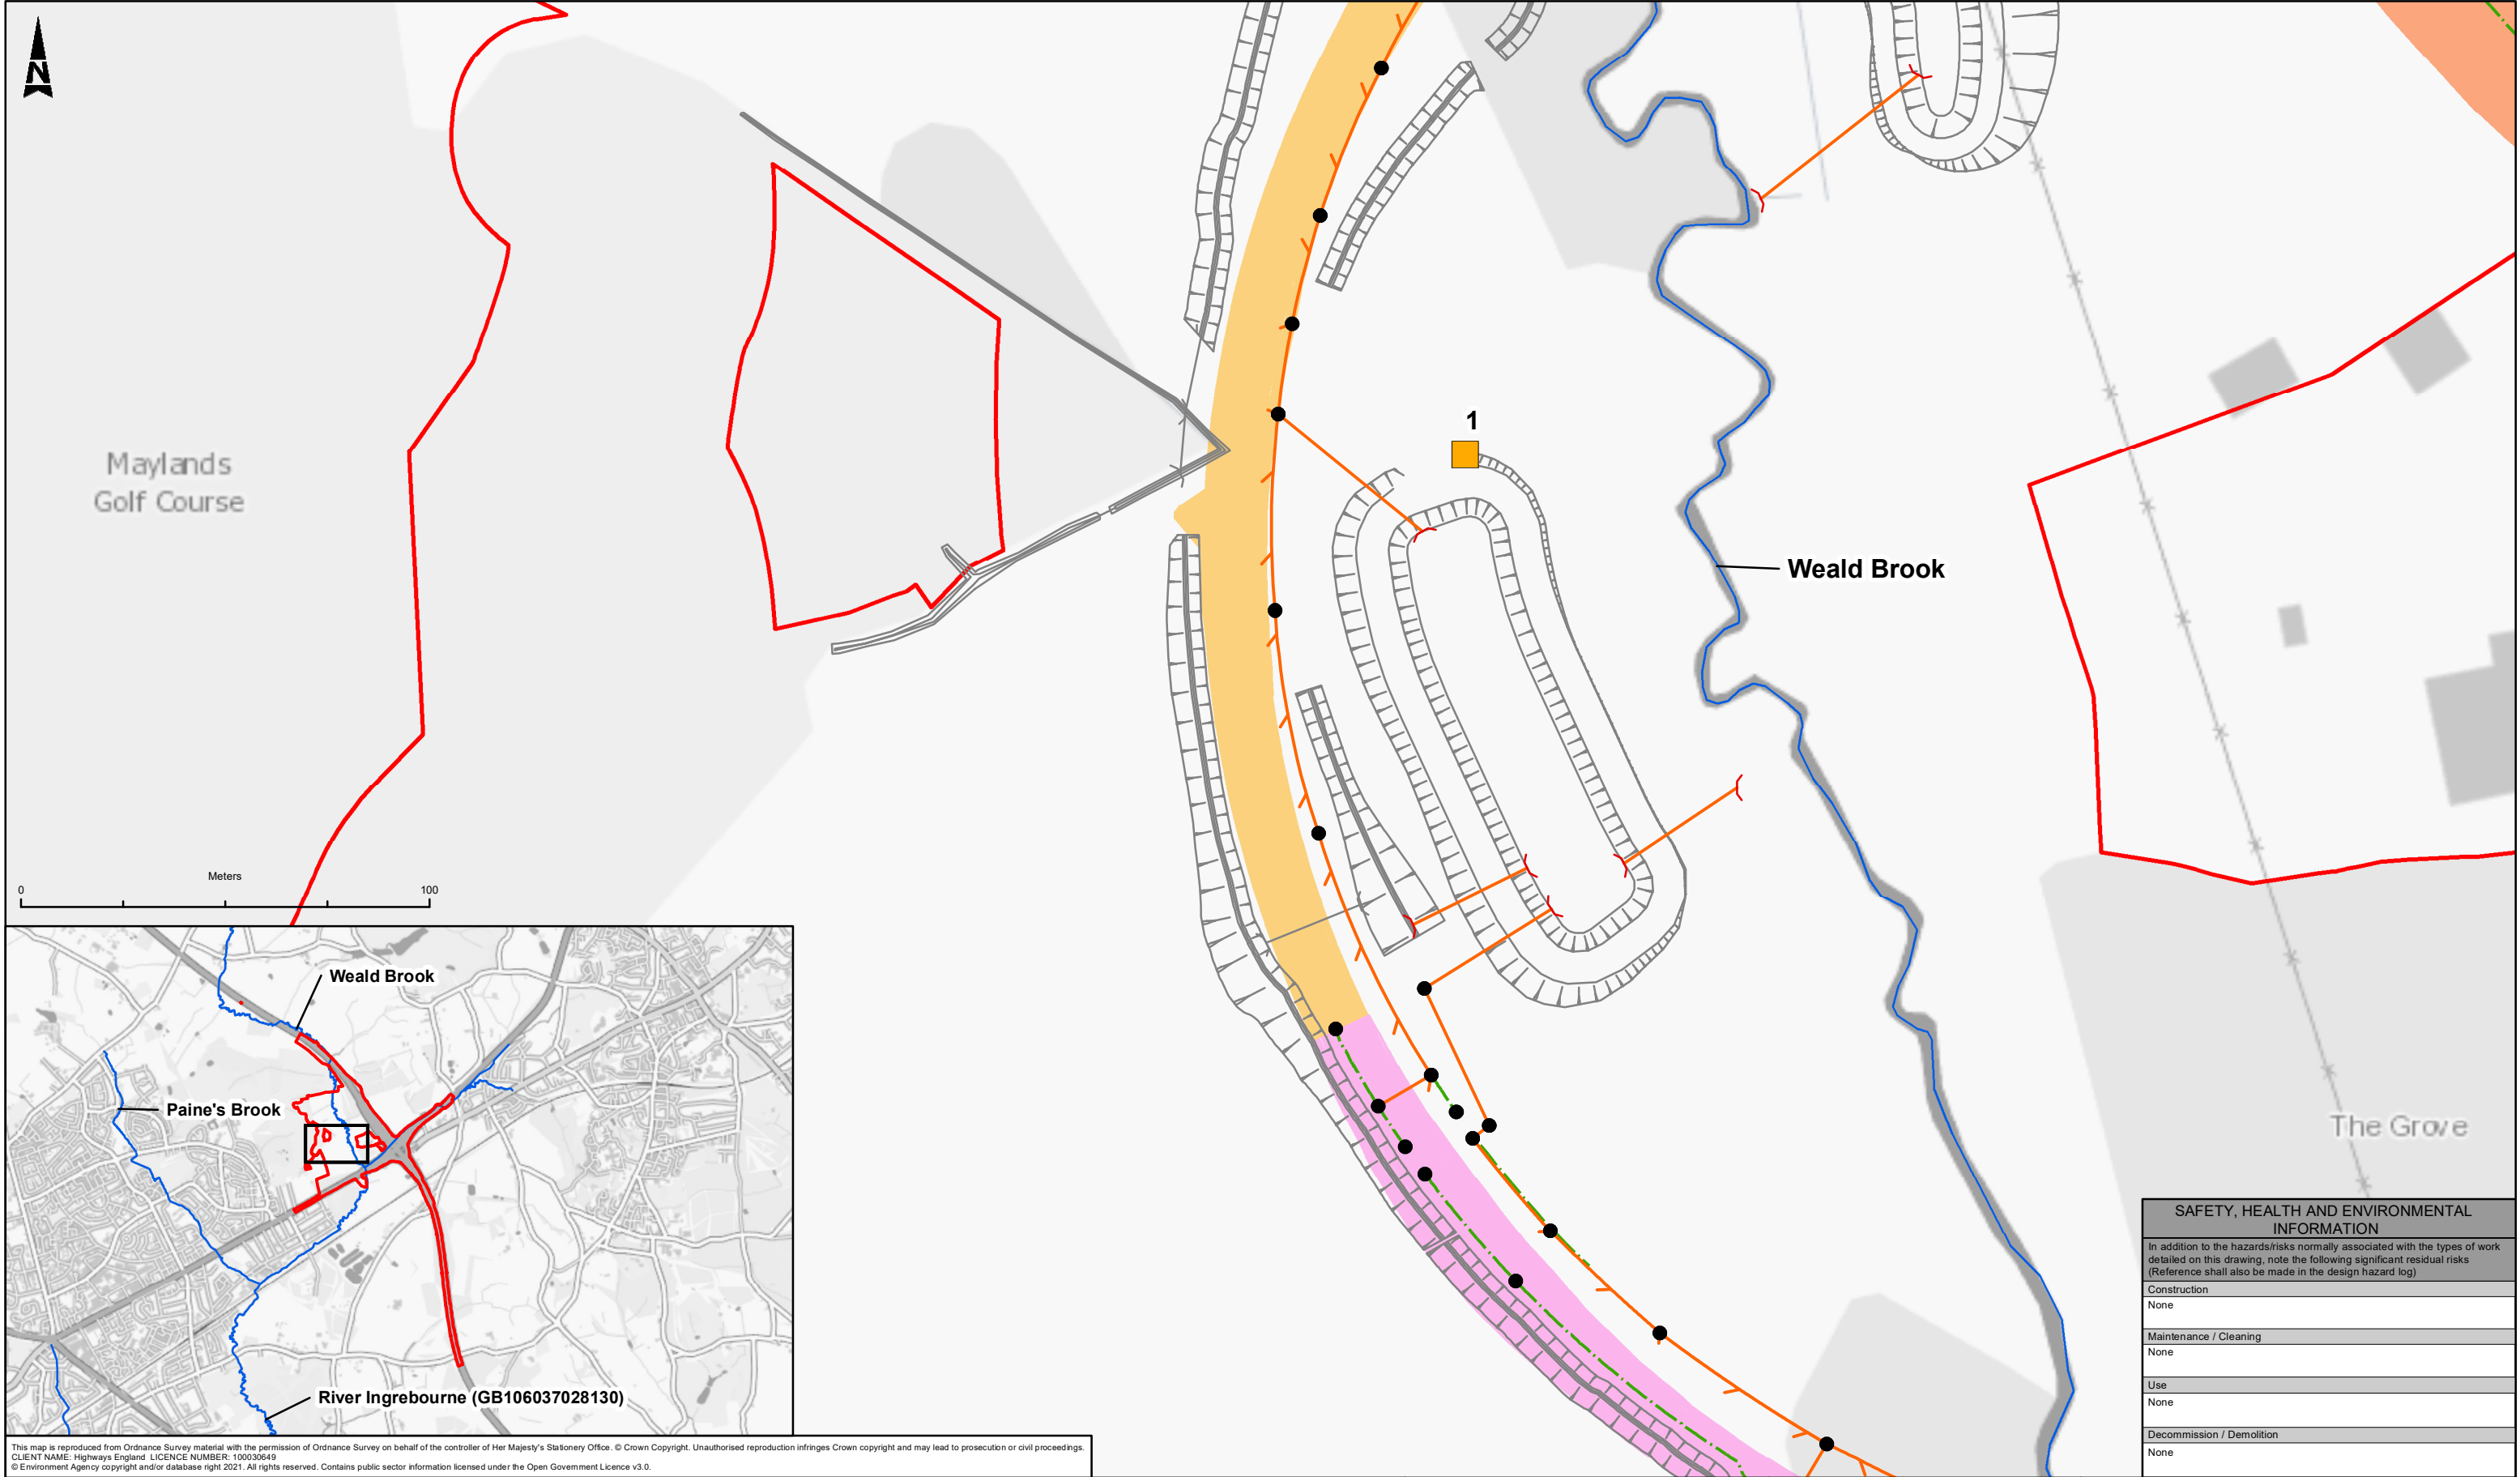 N
1
Maylands
Golf Course
Weald Brook
Meters
0 100
Weald Brook
Paine's Brook
River Ingrebourne (GB106037028130)
The Grove
SAFETY, HEALTH AND ENVIRONMENTAL
INFORMATION
In addition to the hazards/risks normally associated with the types of work
detailed on this drawing, note the following significant residual risks
(Reference shall also be made in the design hazard log)
Construction
None
Maintenance / Cleaning
None
Use
None
Decommission / Demolition
None
This map is reproduced from Ordnance Survey material with the permission of Ordnance Survey on behalf of the controller of Her Majesty's Stationery Office. © Crown Copyright. Unauthorised reproduction infringes Crown copyright and may lead to prosecution or civil proceedings.
CLIENT NAME: Highways England LICENCE NUMBER: 100030649
© Environment Agency copyright and/or database right 2021. All rights reserved. Contains public sector information licensed under the Open Government Licence v3.0.